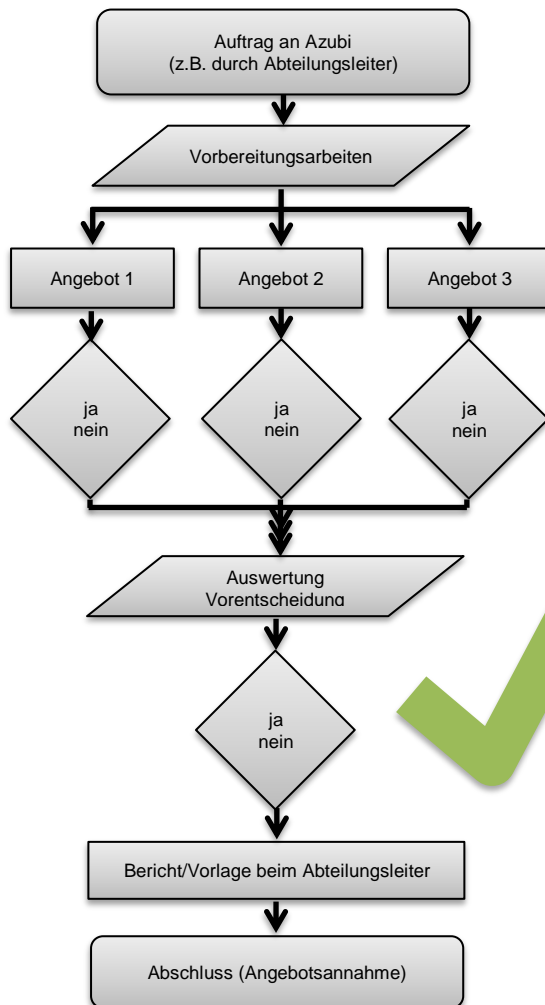 Auftrag an Azubi
(z.B. durch Abteilungsleiter)
Vorbereitungsarbeiten
Angebot 1
Angebot 2
Angebot 3
ja
nein
ja
nein
ja
nein
Auswertung
Vorentscheidung
ja
nein
Bericht/Vorlage beim Abteilungsleiter
Abschluss (Angebotsannahme)